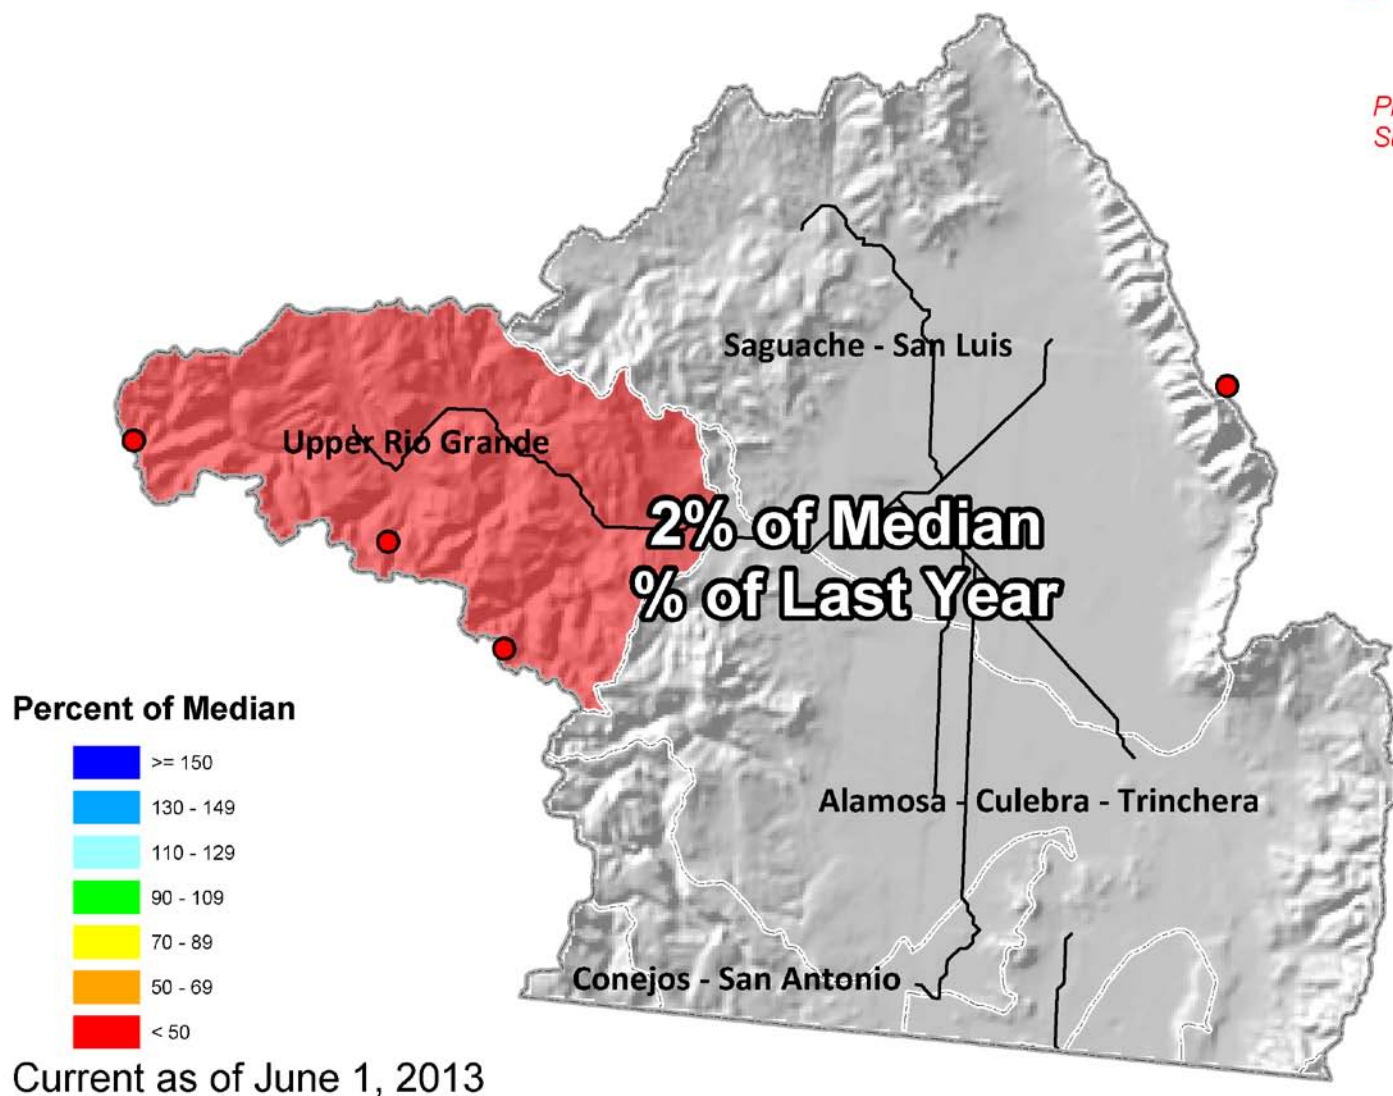 Saguache - San Luis
Upper Rio Grande
2% of Median
% of Last Year
Percent of Median
>= 150
130 - 149
110 - 129
90 - 109
70 - 89
50 - 69
< 50
Alamosa - Culebra - Trinchera
Conejos - San Antonio
Current as of June 1, 2013